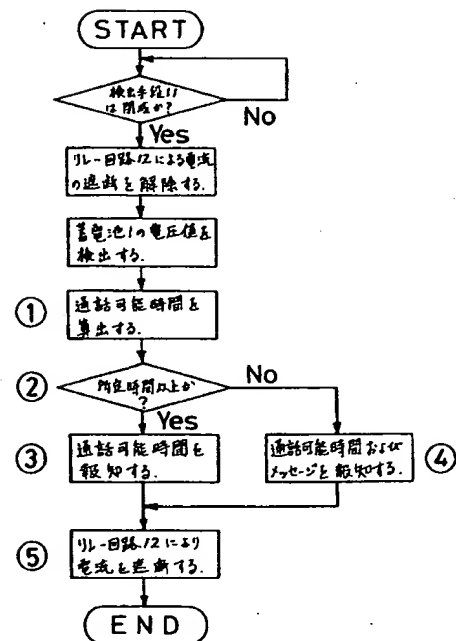 START
検出手段11
は閉成か?
No
Yes
リレー回路12による電流
の遮断を解除する.
蓄電池1の電圧値を
検出する.
①
通話可能時間を
算出する.
②
所定時間以上か
?
No
Yes
③
通話可能時間を
報知する.
通話可能時間および
メッセージを報知する.
④
⑤
リレー回路12により
電流を遮断する.
END